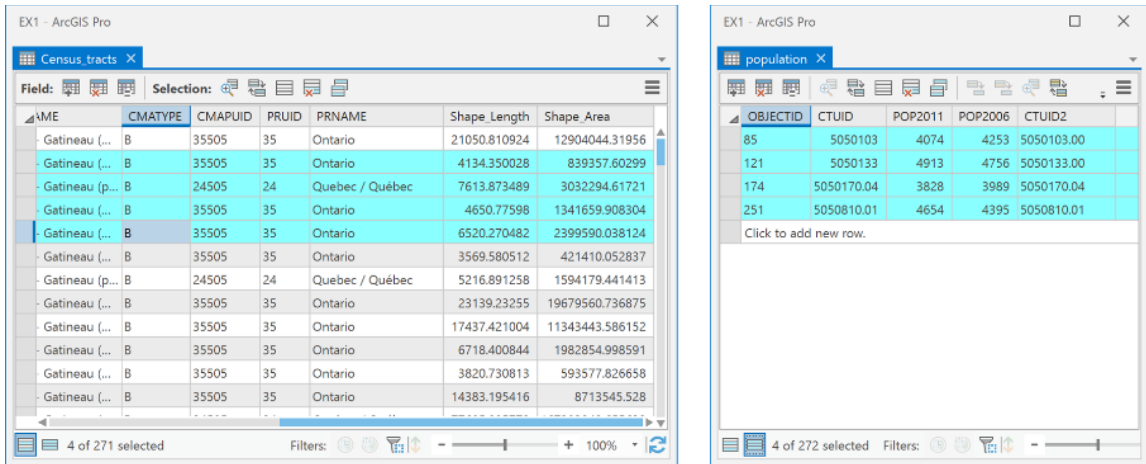 EX1 - ArcGIS Pro
Census_tracts
Field: Selection:
AME CMATYPE CMAPUID PRUID PRNAME Shape_Length Shape_Area
- Gatineau (... B 35505 35 Ontario 21050.810924 12904044.31956
- Gatineau (... B 35505 35 Ontario 4134.350028 839357.60299
- Gatineau (p... B 24505 24 Quebec / Québec 7613.873489 3032294.61721
- Gatineau (... B 35505 35 Ontario 4650.77598 1341659.908304
- Gatineau (... B 35505 35 Ontario 6520.270482 2399590.038124
- Gatineau (... B 35505 35 Ontario 3569.580512 421410.052837
- Gatineau (p... B 24505 24 Quebec / Québec 5216.891258 1594179.441413
- Gatineau (... B 35505 35 Ontario 23139.23255 19679560.736875
- Gatineau (... B 35505 35 Ontario 17437.421004 11343443.586152
- Gatineau (... B 35505 35 Ontario 6718.400844 1982854.998591
- Gatineau (... B 35505 35 Ontario 3820.730813 593577.826658
- Gatineau (... B 35505 35 Ontario 14383.195416 8713545.528
4 of 271 selected Filters: - + 100%
EX1 - ArcGIS Pro
population
OBJECTID CTUID POP2011 POP2006 CTUID2
85 5050103 4074 4253 5050103.00
121 5050133 4913 4756 5050133.00
174 5050170.04 3828 3989 5050170.04
251 5050810.01 4654 4395 5050810.01
Click to add new row.
4 of 272 selected Filters: -